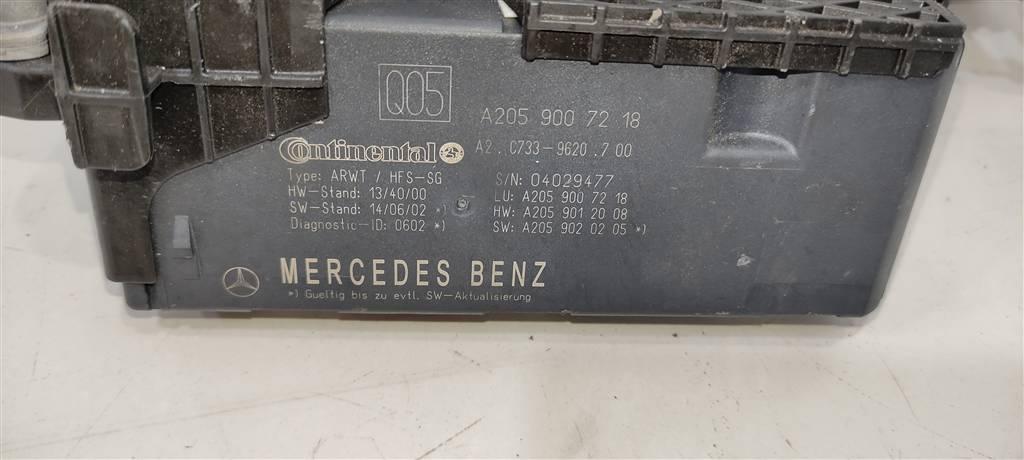 Q05
A205 900 72 18
Continental
A2..C733-9620..7 00
Type: ARWT / HFS-SG
S/N: 04029477
HW-Stand: 13/40/00
LU: A205 900 72 18
SW-Stand: 14/06/02 *)
HW: A205 901 20 08
Diagnostic-ID: 0602 *)
SW: A205 902 02 05 *)
MERCEDES BENZ
*) Gueltig bis zu evtl. SW-Aktualisierung